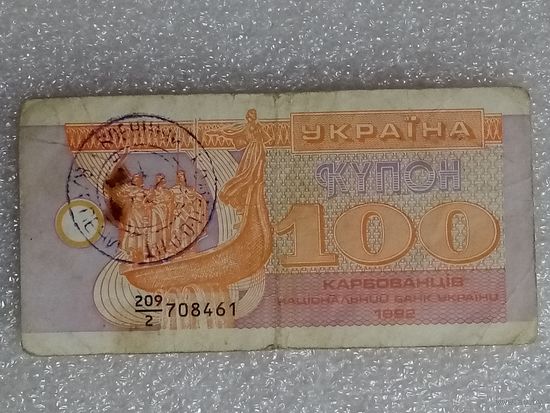 УКРАЇНА
КУПОН
100
КАРБОВАНЦІВ
НАЦІОНАЛЬНИЙ БАНК УКРАЇНИ
1992
209/2 708461